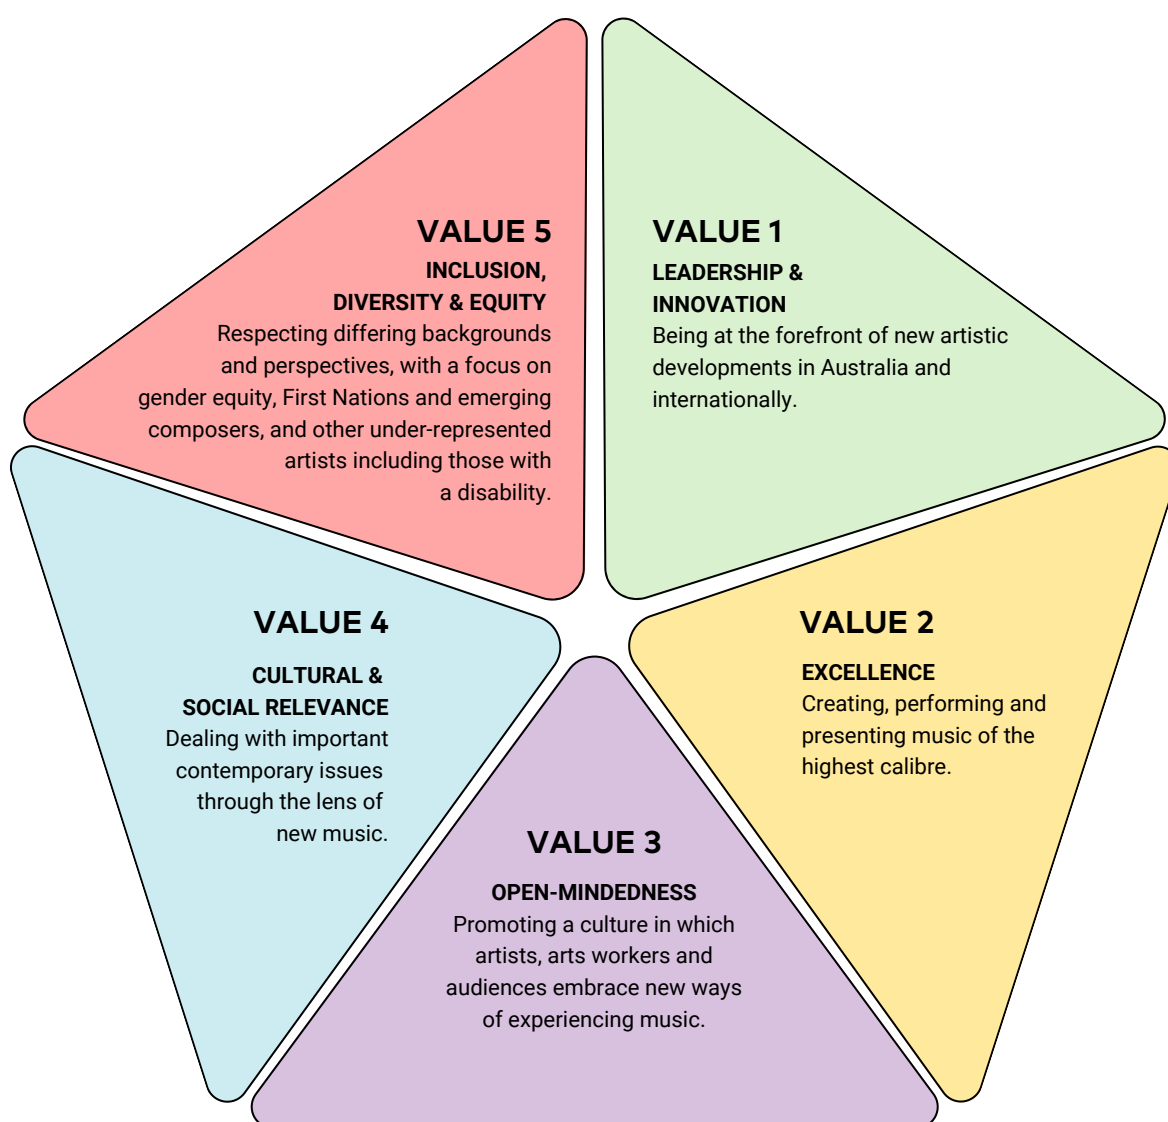 VALUE 1
LEADERSHIP &
INNOVATION
Being at the forefront of new artistic
developments in Australia and
internationally.
VALUE 2
EXCELLENCE
Creating, performing and
presenting music of the
highest calibre.
VALUE 3
OPEN-MINDEDNESS
Promoting a culture in which
artists, arts workers and
audiences embrace new ways
of experiencing music.
VALUE 4
CULTURAL &
SOCIAL RELEVANCE
Dealing with important
contemporary issues
through the lens of
new music.
VALUE 5
INCLUSION,
DIVERSITY & EQUITY
Respecting differing backgrounds
and perspectives, with a focus on
gender equity, First Nations and emerging
composers, and other under-represented
artists including those with
a disability.